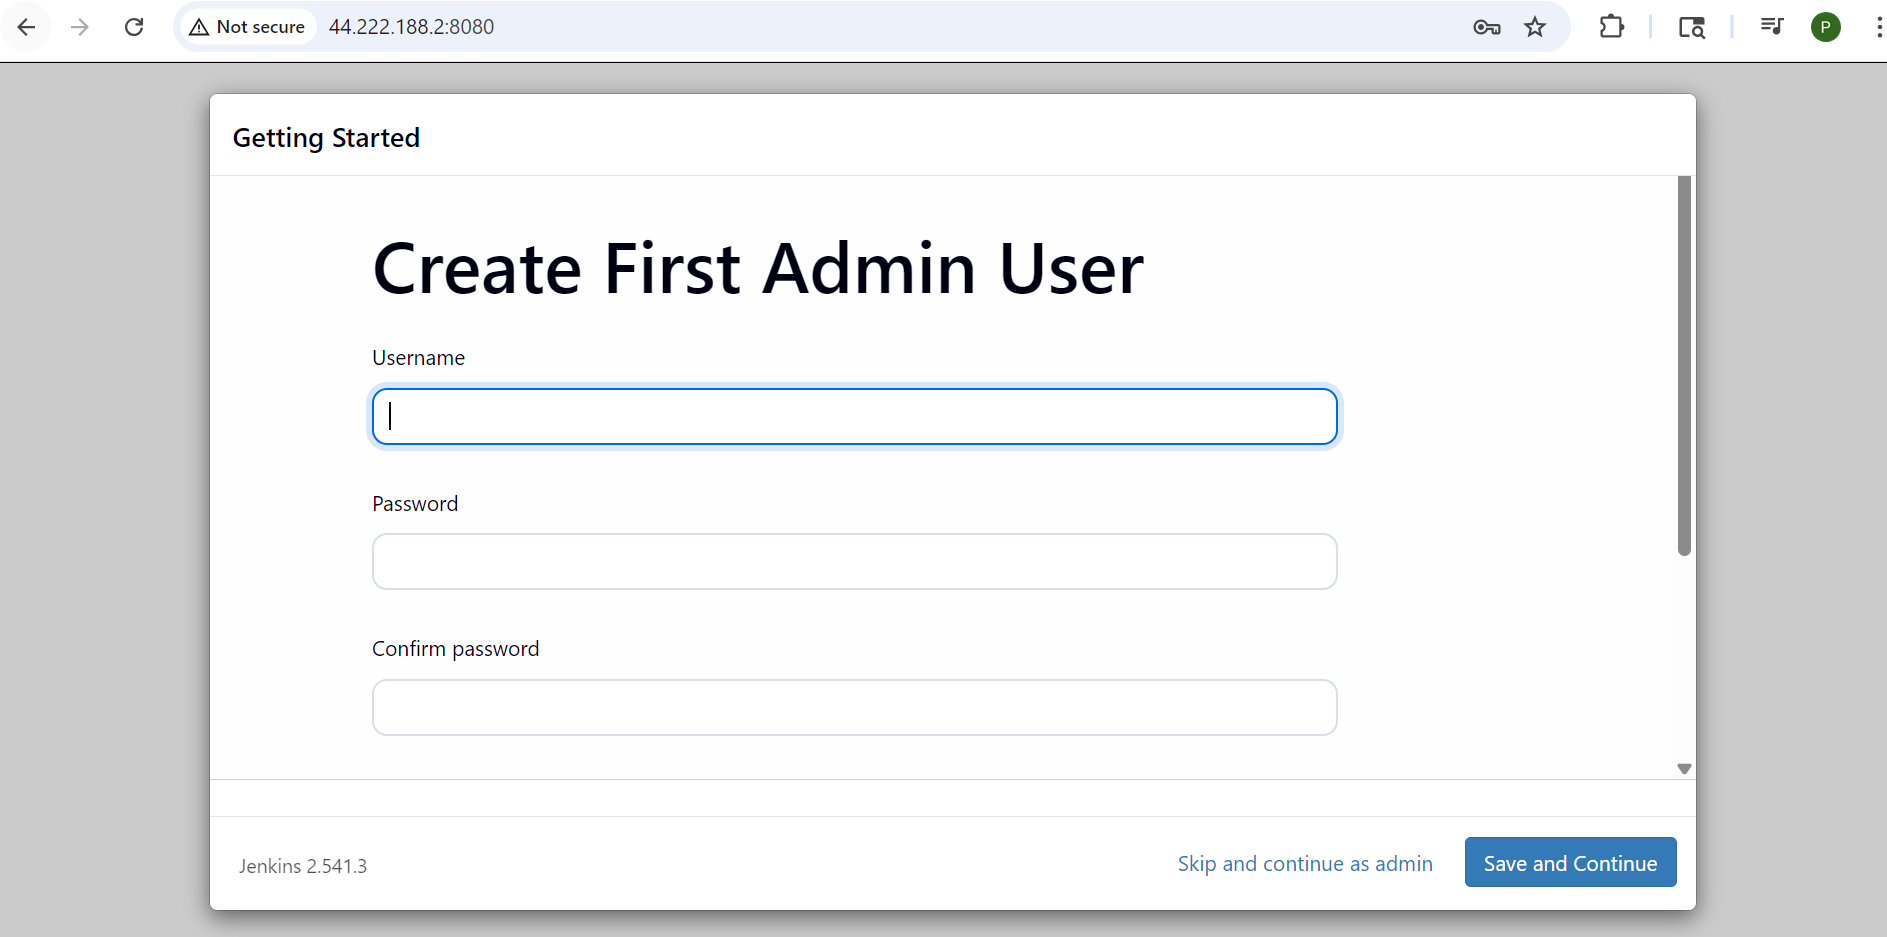 Not secure 44.222.188.2:8080
P
Getting Started
Create First Admin User
Username
Password
Confirm password
Jenkins 2.541.3
Skip and continue as admin
Save and Continue